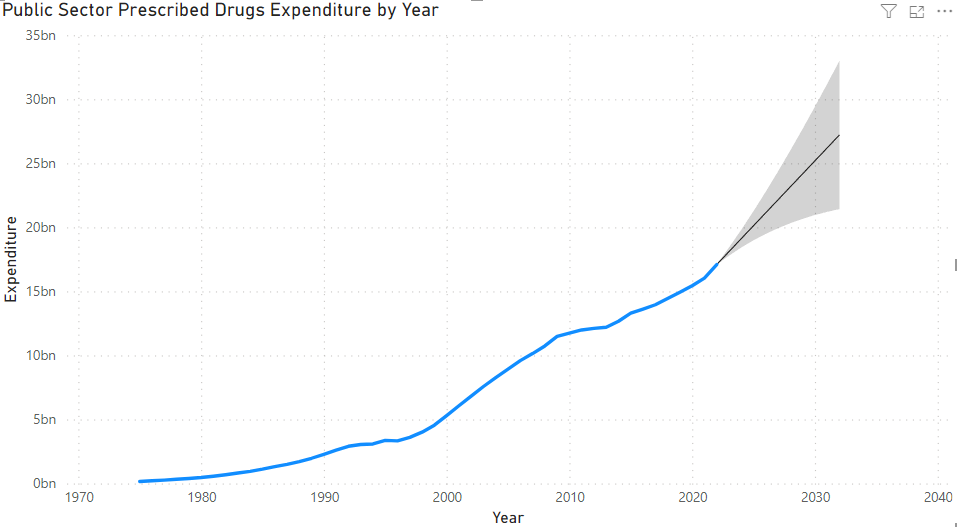 Public Sector Prescribed Drugs Expenditure by Year
35bn
30bn
25bn
20bn
15bn
10bn
5bn
0bn
Expenditure
1970 1980 1990 2000 2010 2020 2030 2040
Year